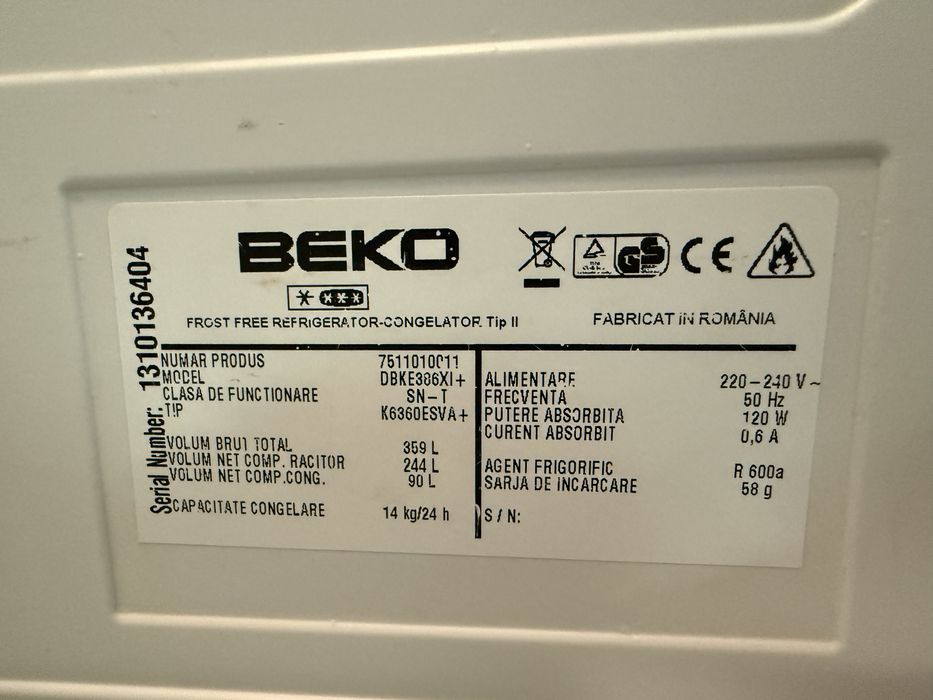 BEKO
FROST FREE REFRIGERATOR-CONGELATOR Tip II
CE
FABRICAT IN ROMÂNIA
Serial Number: 1310136404
NUMAR PRODUS 7511010011
MODEL DBKE386XI+
CLASA DE FUNCTIONARE SN-T
TIP K6360ESVA+
VOLUM BRUT TOTAL 359 L
VOLUM NET COMP. RACITOR 244 L
VOLUM NET COMP.CONG. 90 L
CAPACITATE CONGELARE 14 kg/24 h
ALIMENTARE 220-240 V~
FRECVENTA 50 Hz
PUTERE ABSORBITA 120 W
CURENT ABSORBIT 0,6 A
AGENT FRIGORIFIC R 600a
SARJA DE INCARCARE 58 g
S / N:
GS